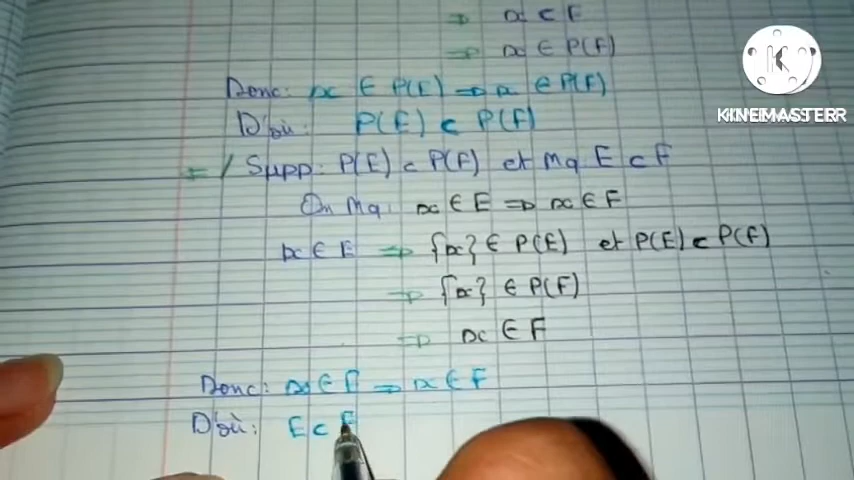 ⇒ x ⊂ F
⇒ x ∈ P(F)
Donc: x ∈ P(E) ⇒ x ∈ P(F)
D'où: P(E) ⊂ P(F)
⇐/ Supp: P(E) ⊂ P(F) et Mq E ⊂ F
On Mq: x ∈ E ⇒ x ∈ F
x ∈ E ⇒ {x} ∈ P(E) et P(E) ⊂ P(F)
⇒ {x} ∈ P(F)
⇒ x ∈ F
Donc: x ∈ E ⇒ x ∈ F
D'où: E ⊂ F
K
KINEMASTER